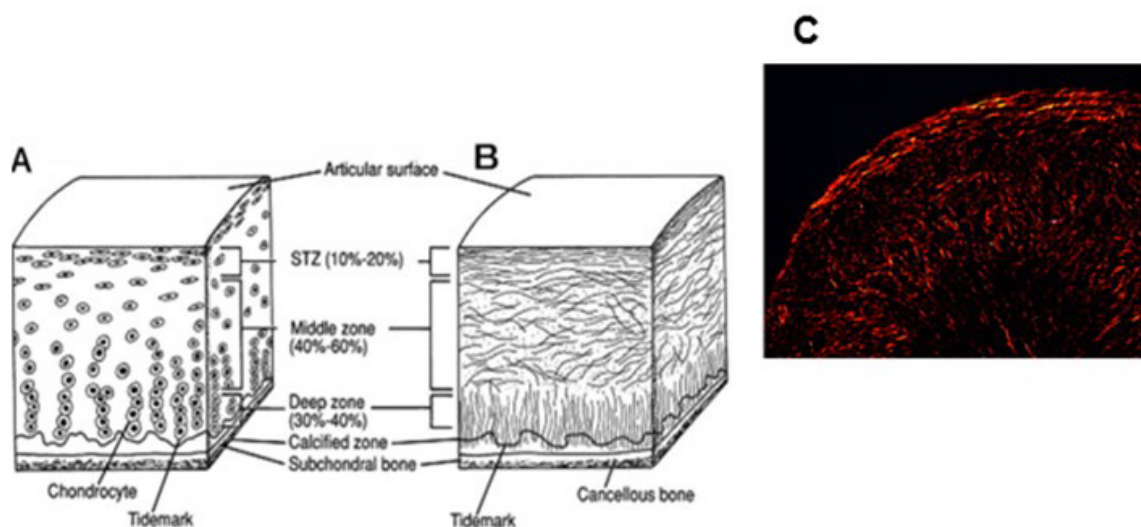 C
A
B
Articular surface
STZ (10%-20%)
Middle zone
(40%-60%)
Deep zone
(30%-40%)
Calcified zone
Subchondral bone
Chondrocyte
Tidemark
Cancellous bone
Tidemark